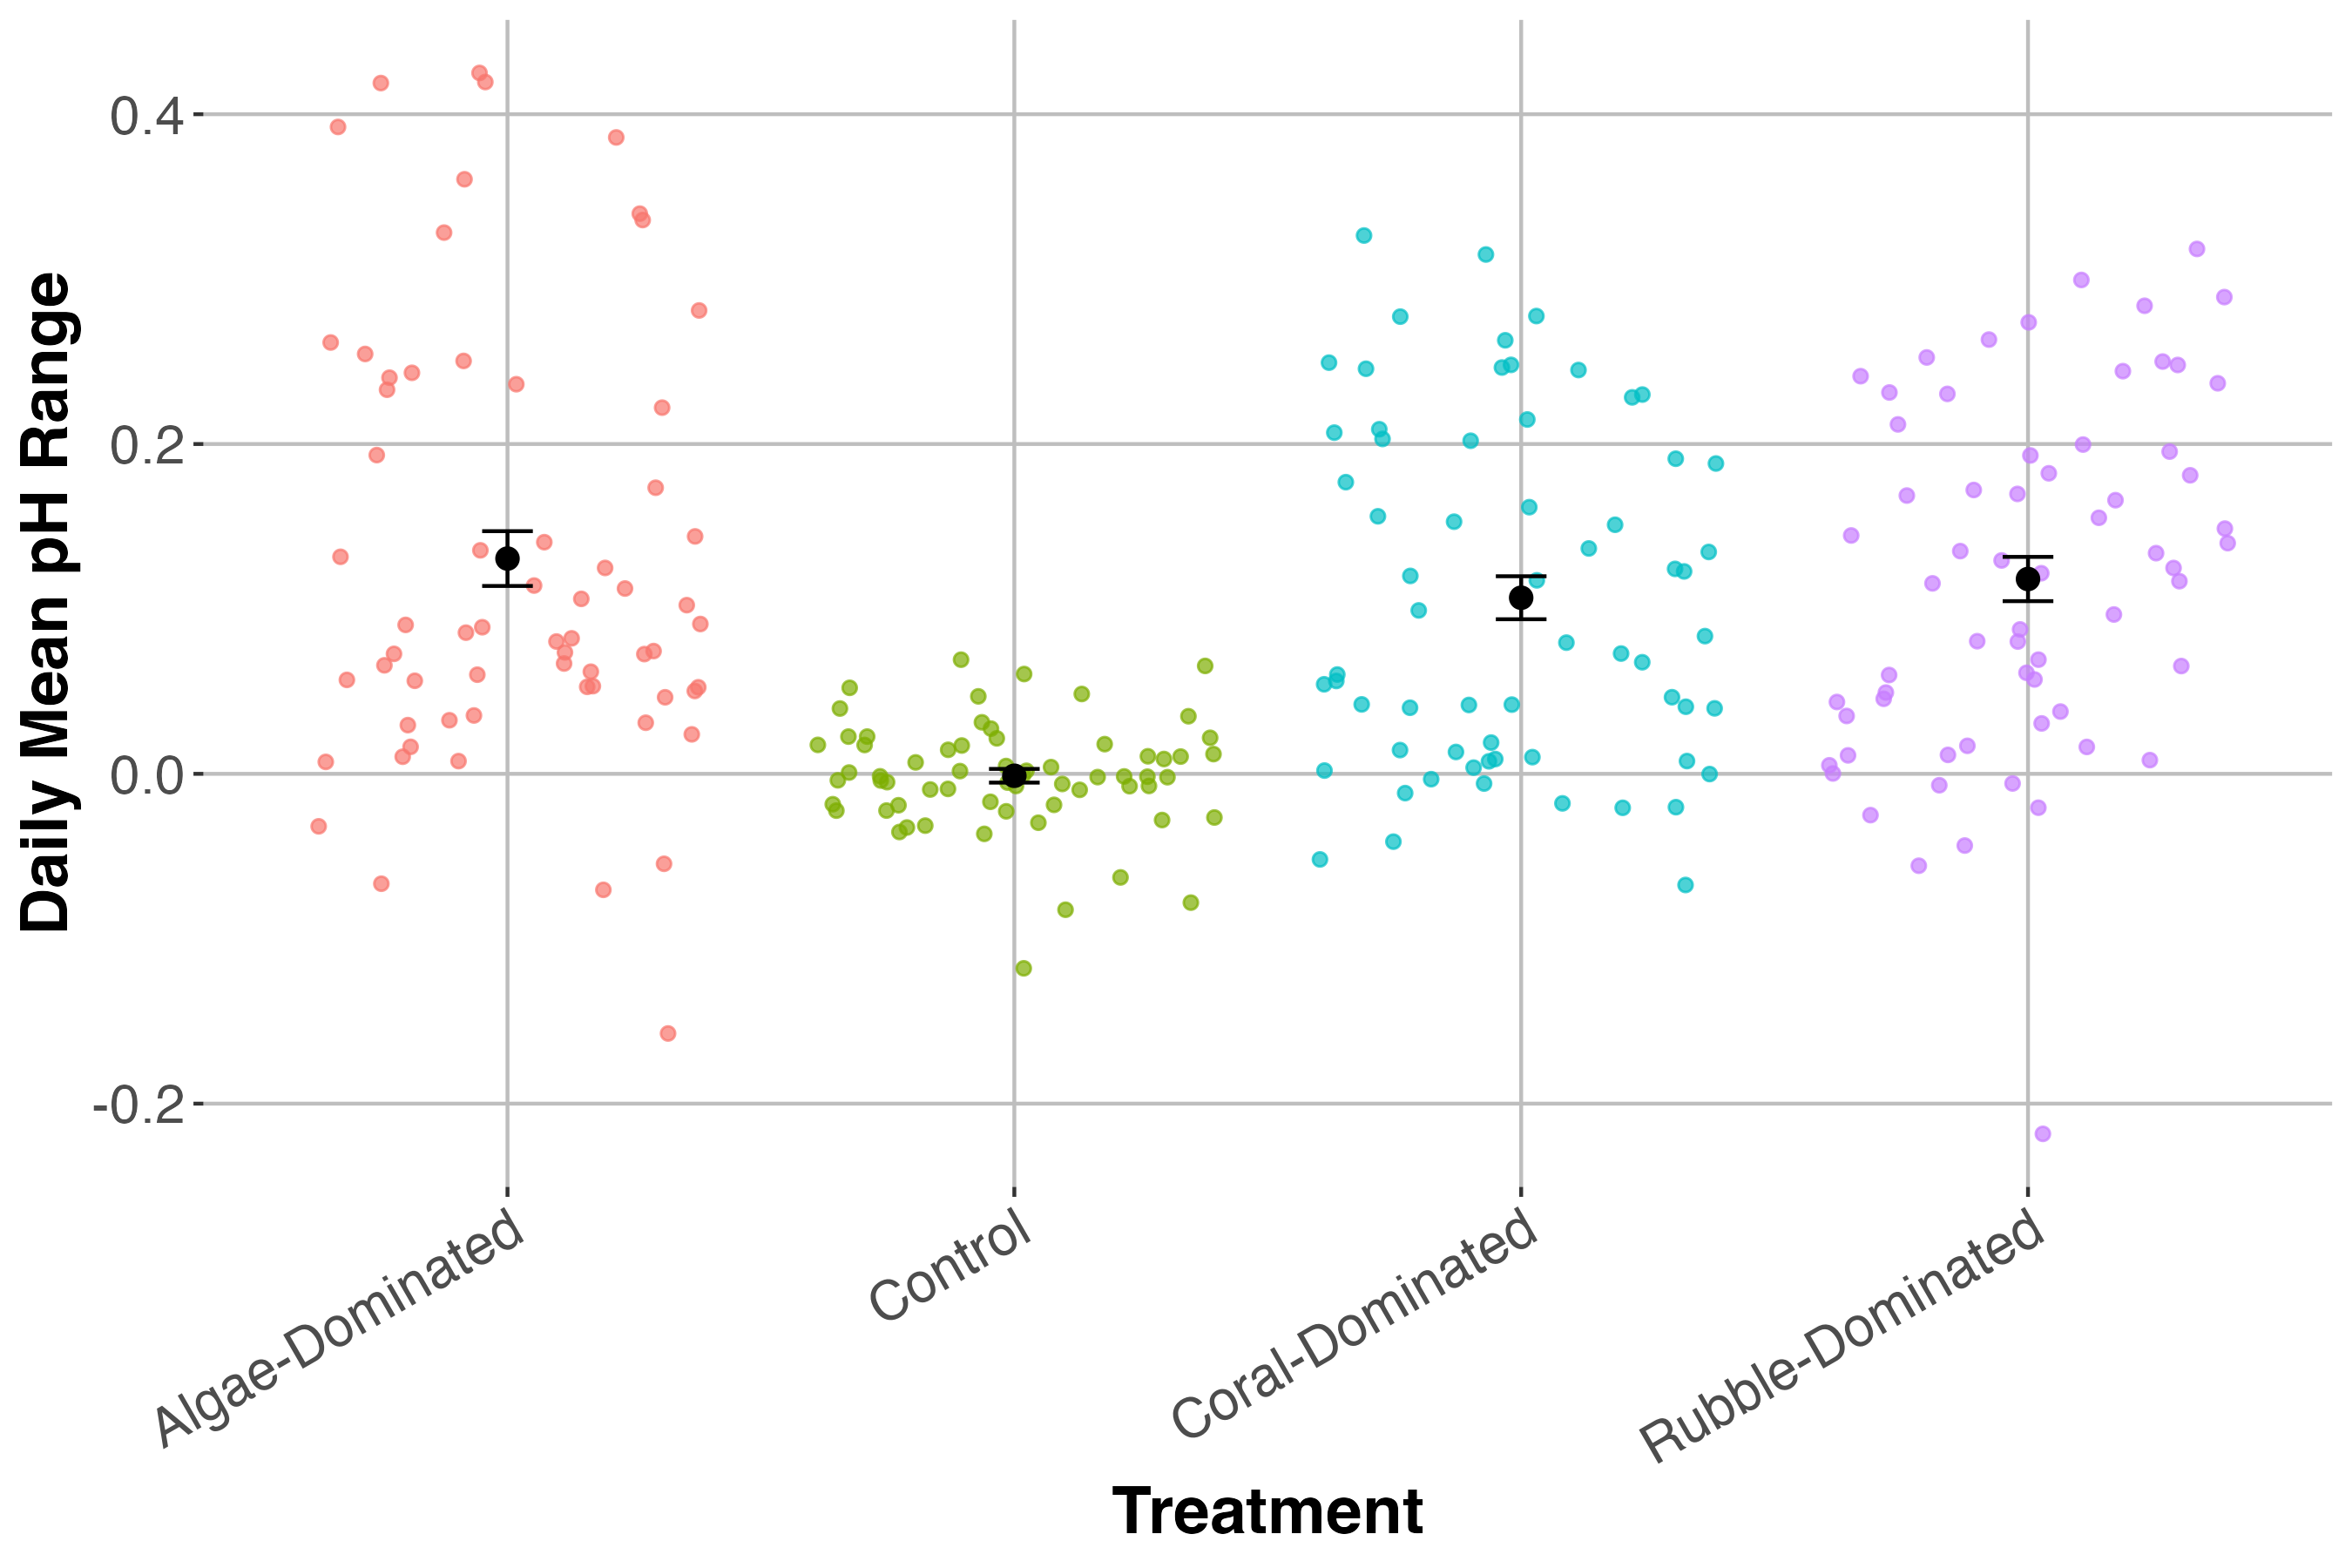 Daily Mean pH Range
0.4
0.2
0.0
-0.2
Algae-Dominated
Control
Coral-Dominated
Rubble-Dominated
Treatment